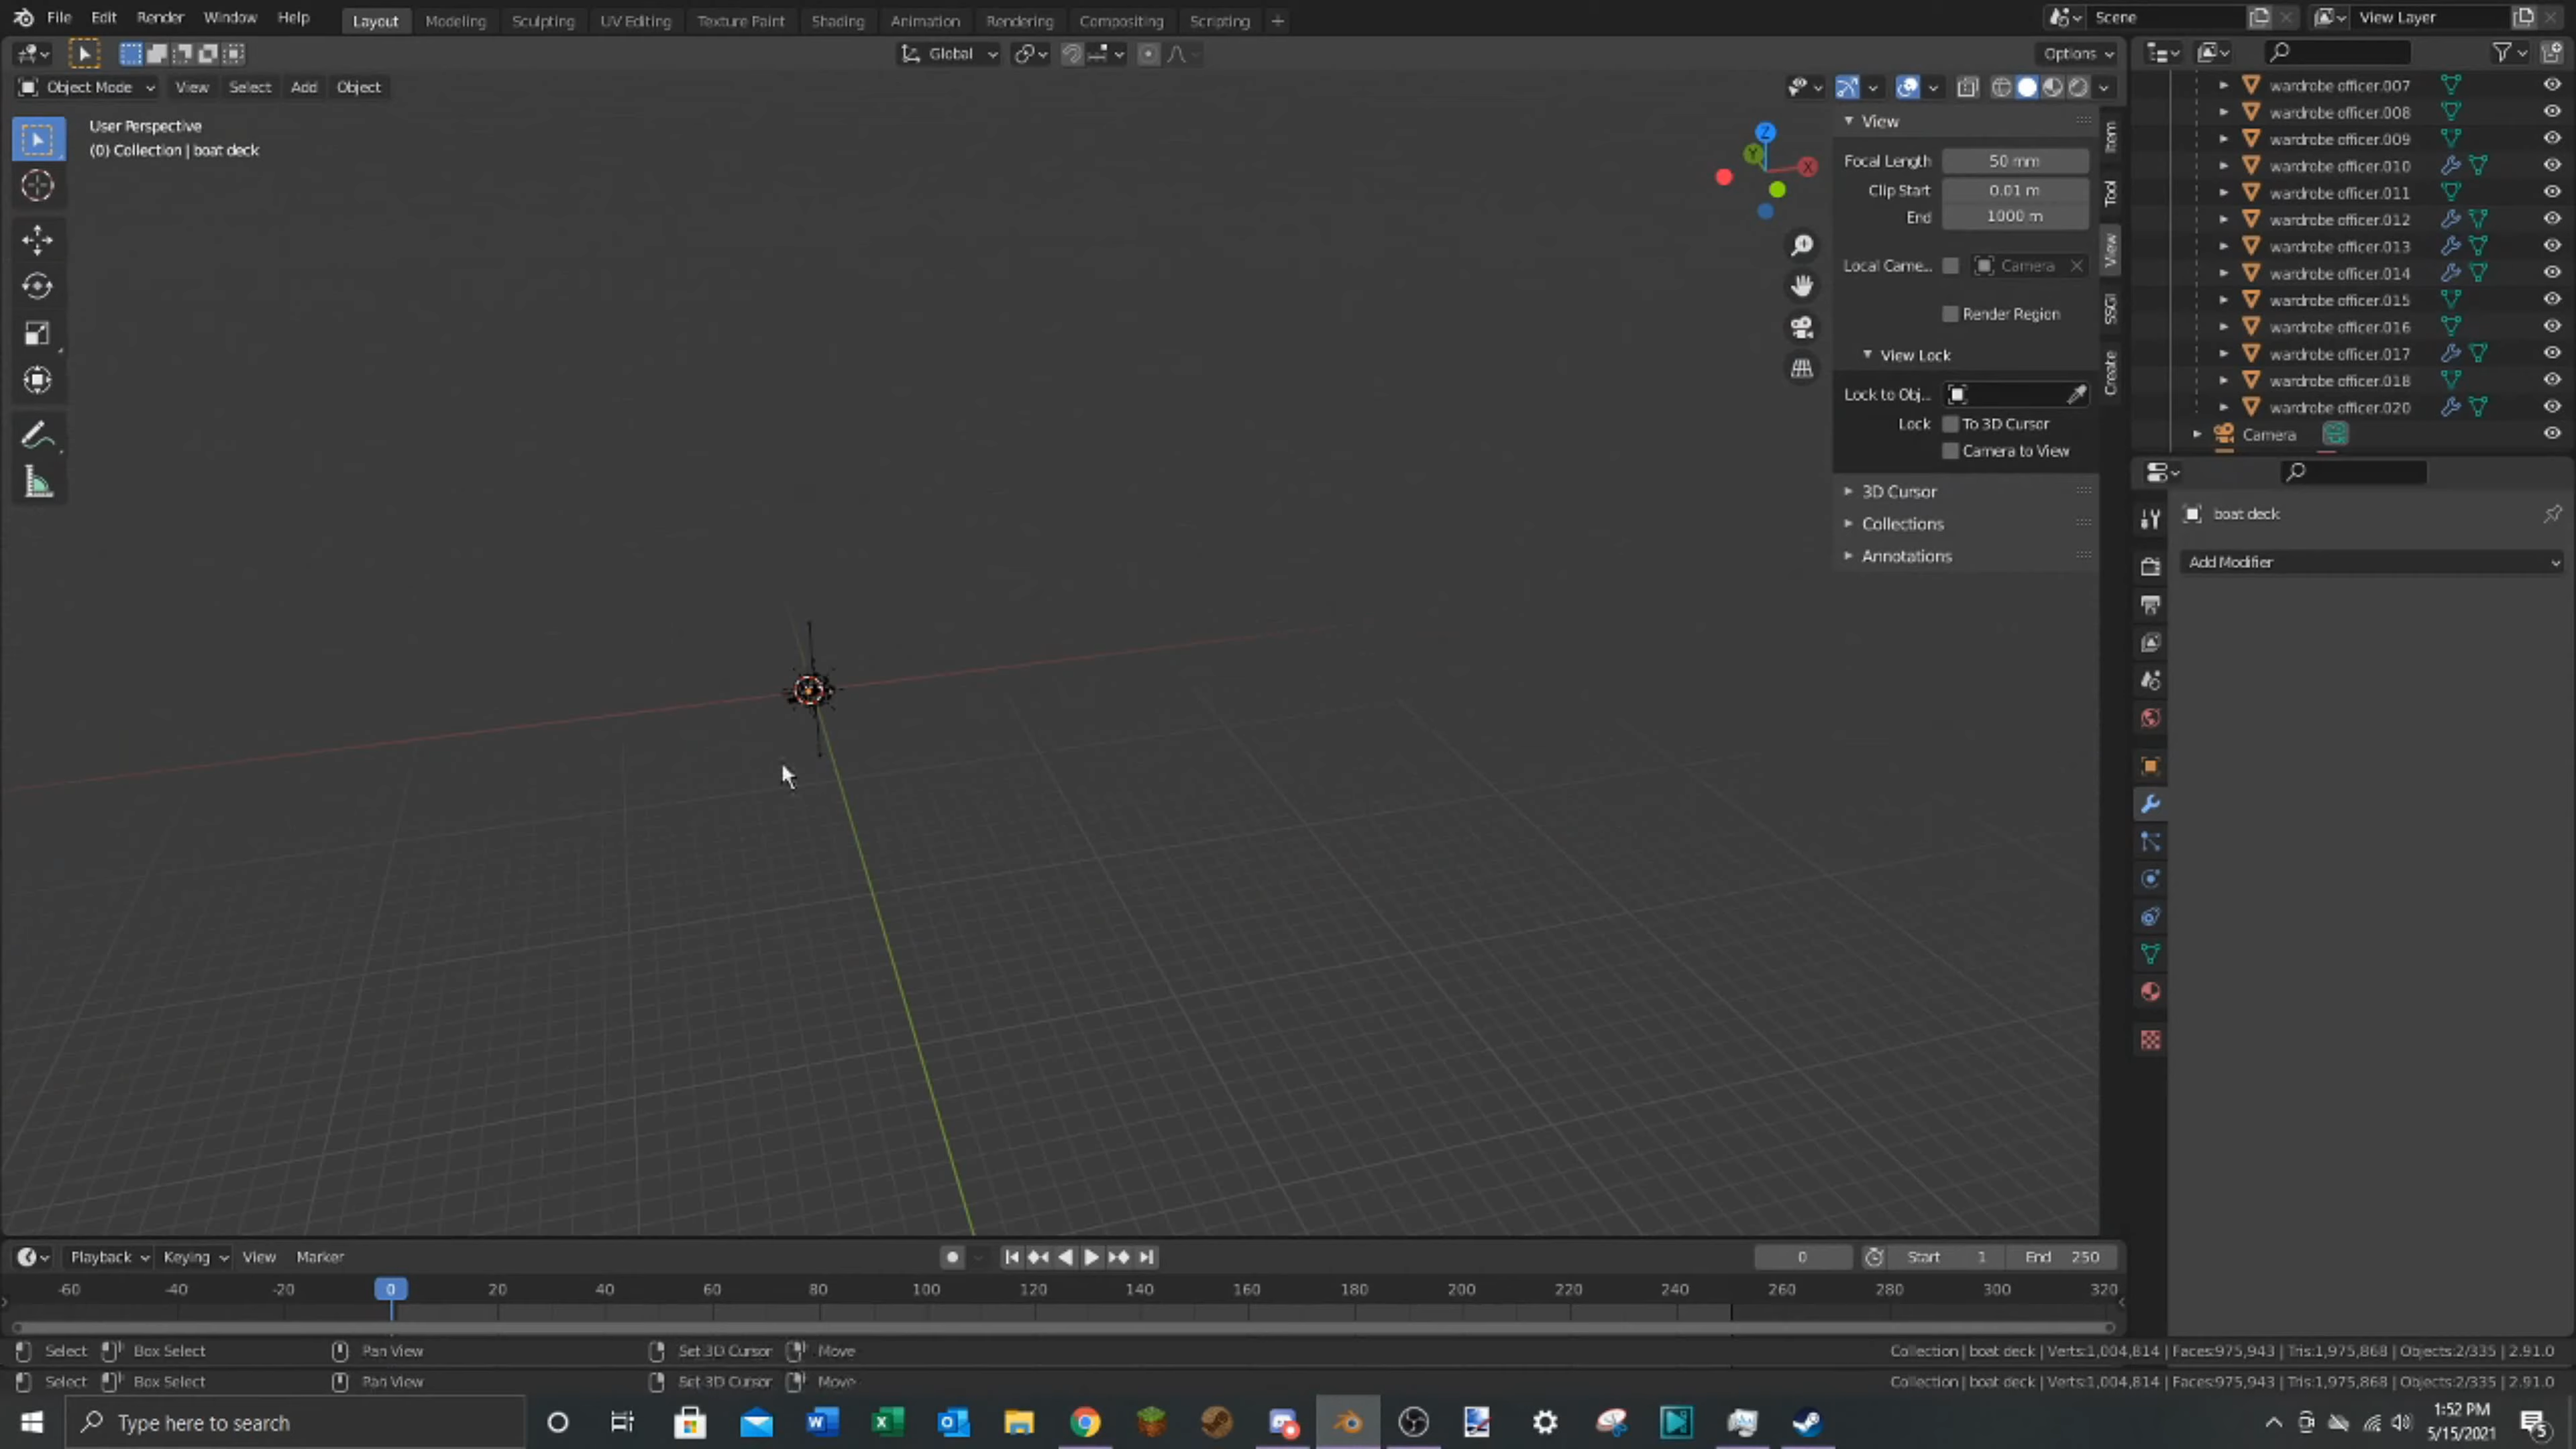 File Edit Render Window Help Layout Modeling Sculpting UV Editing Texture Paint Shading Animation Rendering Compositing Scripting + Scene View Layer
Global Options
Object Mode View Select Add Object
User Perspective
(0) Collection | boat deck
Z
Y
X
View
Focal Length 50 mm
Clip Start 0.01 m
End 1000 m
Local Came... Camera
Render Region
View Lock
Lock to Obj...
Lock To 3D Cursor
Camera to View
3D Cursor
Collections
Annotations
Item
Tool
View
SSGI
Create
wardrobe officer.007
wardrobe officer.008
wardrobe officer.009
wardrobe officer.010
wardrobe officer.011
wardrobe officer.012
wardrobe officer.013
wardrobe officer.014
wardrobe officer.015
wardrobe officer.016
wardrobe officer.017
wardrobe officer.018
wardrobe officer.020
Camera
boat deck
Add Modifier
Playback Keying View Marker 0 Start 1 End 250
-60 -40 -20 0 20 40 60 80 100 120 140 160 180 200 220 240 260 280 300 320
Select Box Select Pan View Set 3D Cursor Move Collection | boat deck | Verts:1,004,814 | Faces:975,943 | Tris:1,975,868 | Objects:2/335 | 2.91.0
Select Box Select Pan View Set 3D Cursor Move Collection | boat deck | Verts:1,004,814 | Faces:975,943 | Tris:1,975,868 | Objects:2/335 | 2.91.0
Type here to search
1:52 PM
5/15/2021
5